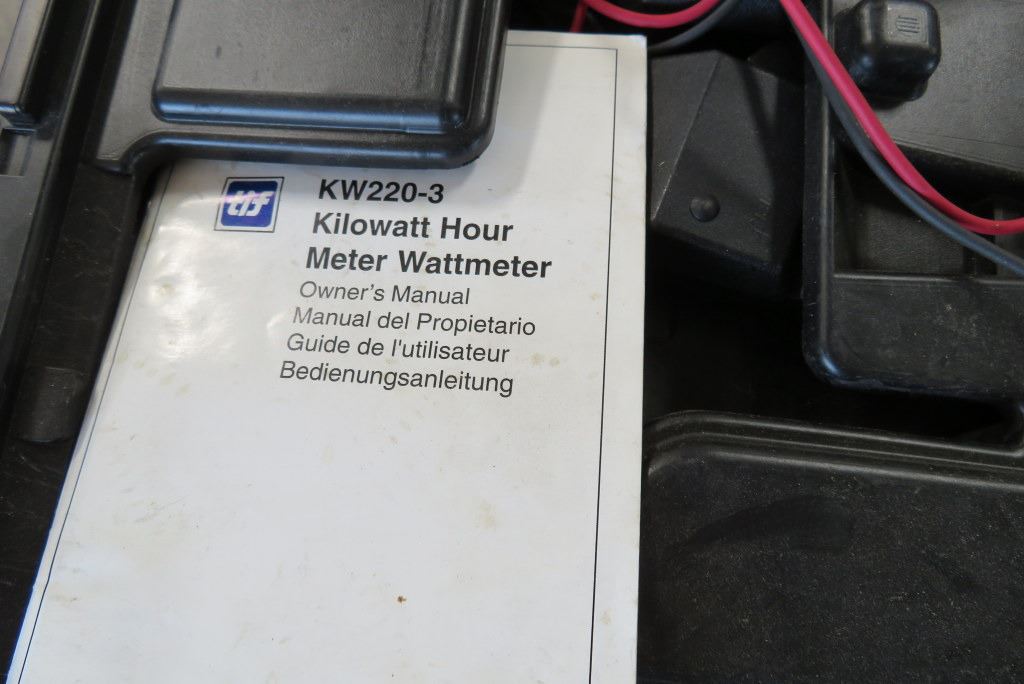 tif
KW220-3
Kilowatt Hour
Meter Wattmeter
Owner's Manual
Manual del Propietario
Guide de l'utilisateur
Bedienungsanleitung